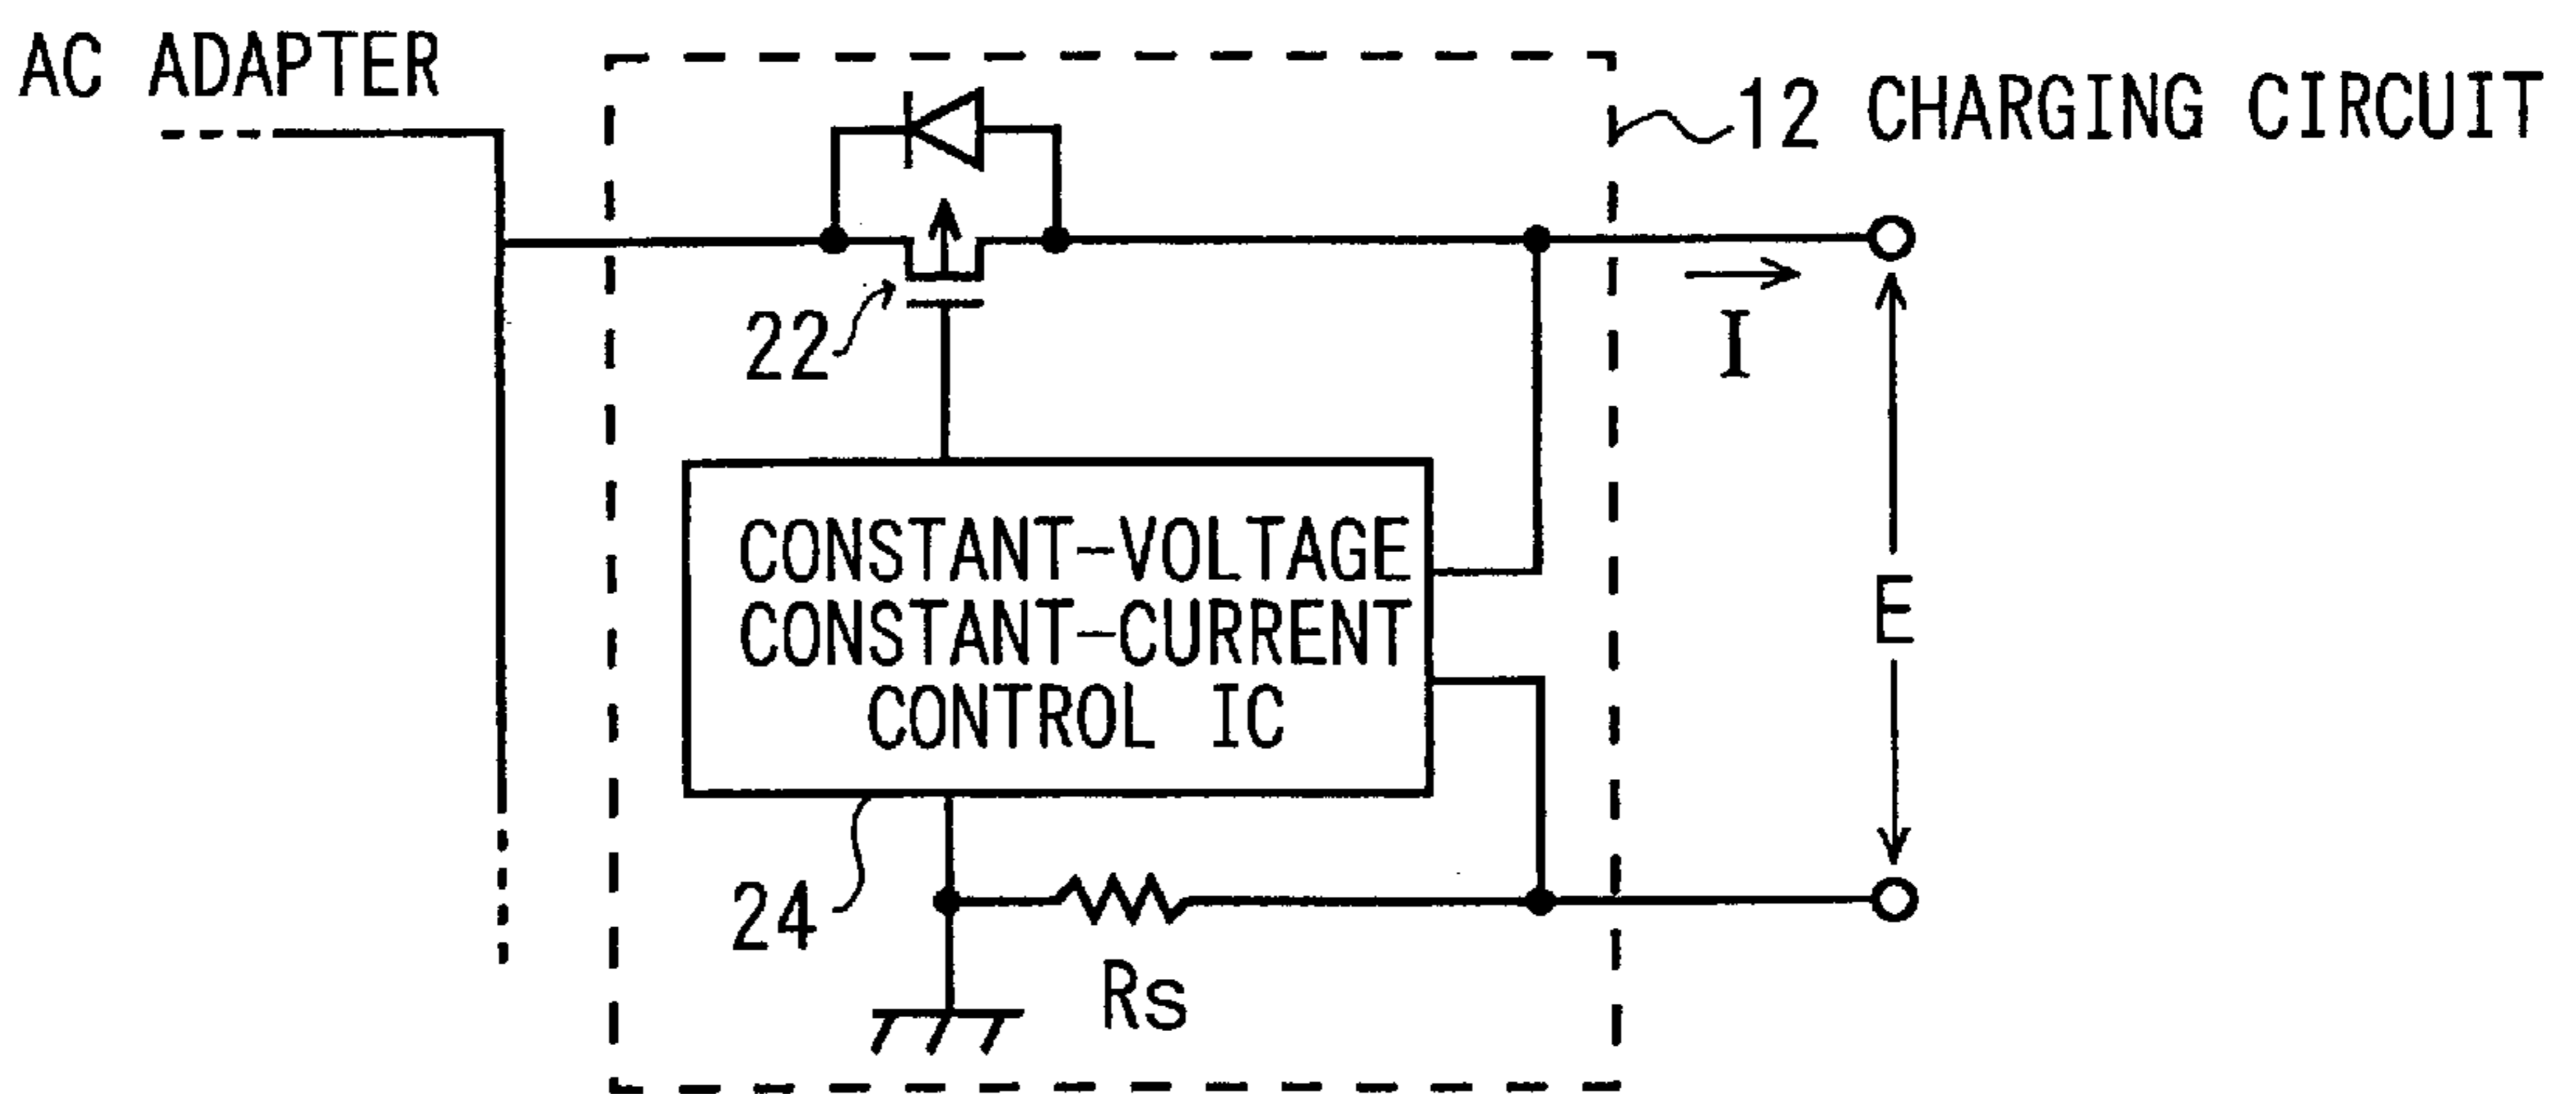 AC ADAPTER
12 CHARGING CIRCUIT
22
I
CONSTANT-VOLTAGE
CONSTANT-CURRENT
CONTROL IC
E
24
Rs